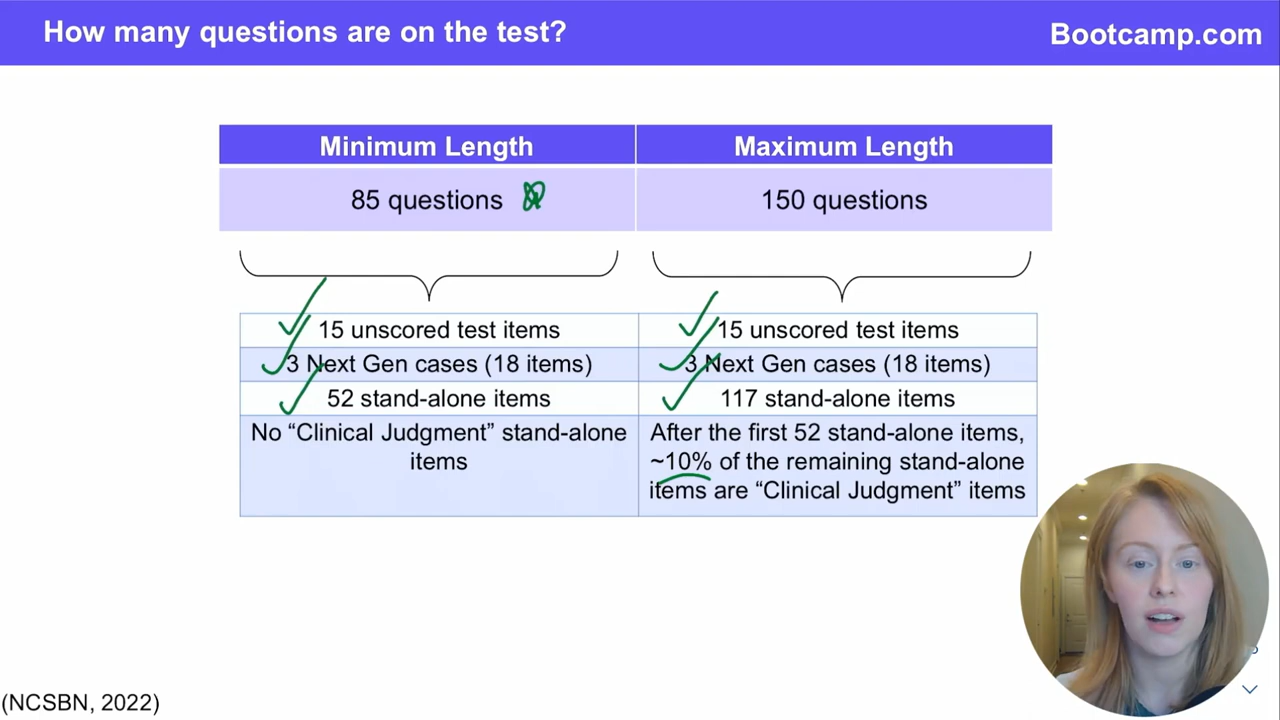 How many questions are on the test?
Bootcamp.com
Minimum Length
Maximum Length
85 questions
150 questions
15 unscored test items
15 unscored test items
3 Next Gen cases (18 items)
3 Next Gen cases (18 items)
52 stand-alone items
117 stand-alone items
No “Clinical Judgment” stand-alone
items
After the first 52 stand-alone items,
~10% of the remaining stand-alone
items are “Clinical Judgment” items
(NCSBN, 2022)